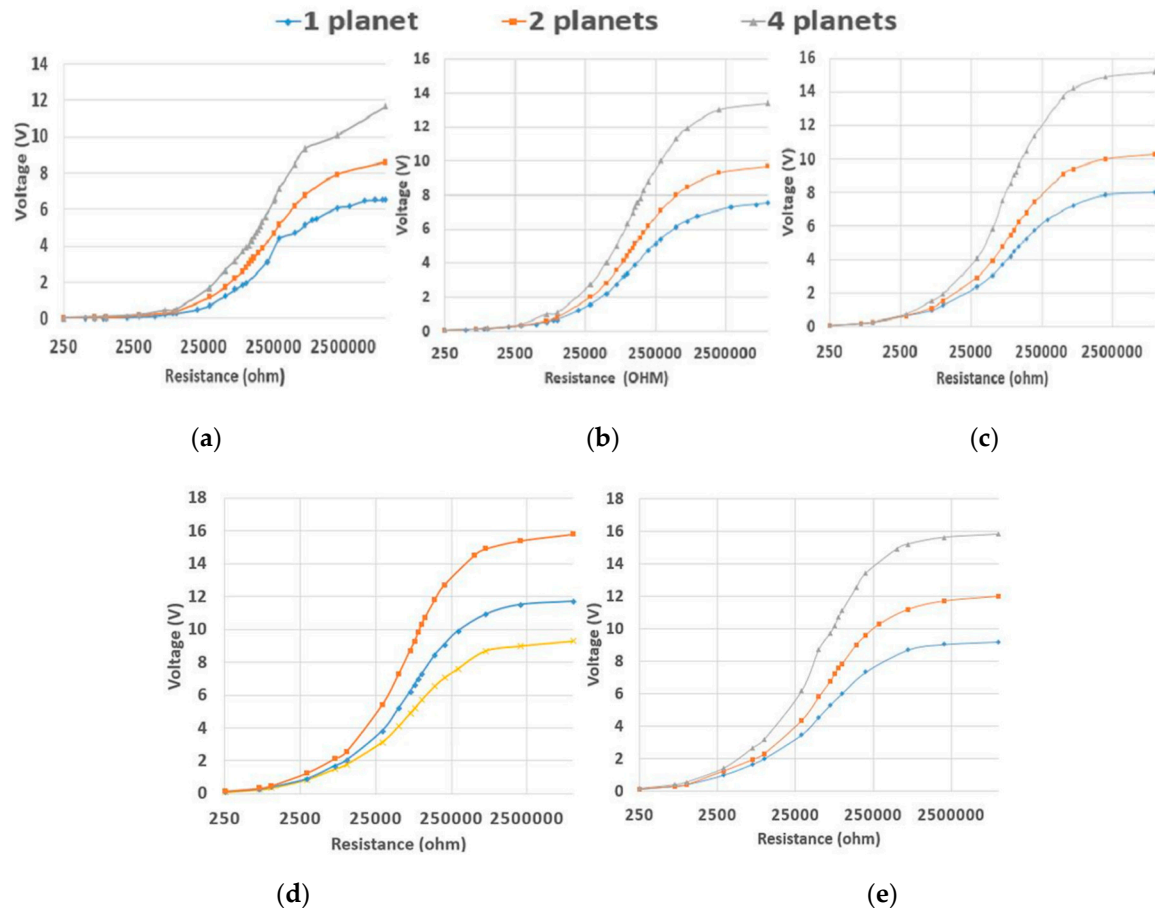 1 planet 2 planets 4 planets
14
12
10
8
6
4
2
0
Voltage (V)
250 2500 25000 250000 2500000
Resistance (ohm)
(a)
16
14
12
10
8
6
4
2
0
Voltage (V)
250 2500 25000 250000 2500000
Resistance (OHM)
(b)
16
14
12
10
8
6
4
2
0
Voltage (V)
250 2500 25000 250000 2500000
Resistance (ohm)
(c)
18
16
14
12
10
8
6
4
2
0
Voltage (V)
250 2500 25000 250000 2500000
Resistance (ohm)
(d)
18
16
14
12
10
8
6
4
2
0
Voltage (V)
250 2500 25000 250000 2500000
Resistance (ohm)
(e)